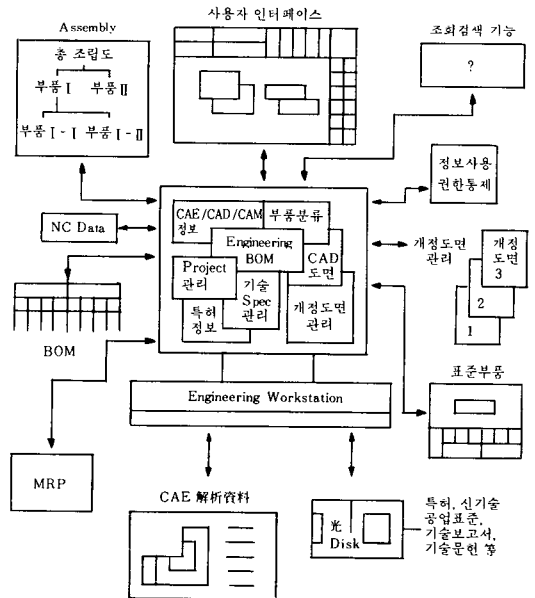 사용자 인터페이스
Assembly
조회검색 기능
총 조립도
부품Ⅰ 부품Ⅱ
부품Ⅰ-Ⅰ 부품Ⅰ-Ⅱ
?
정보사용
권한통제
NC Data
CAE/CAD/CAM
정보
부품분류
Engineering
BOM
CAD
도면
Project
관리
기술
Spec
관리
특허
정보
개정도면
관리
개정도면
관리
개정
도면
3
2
1
BOM
표준부품
Engineering Workstation
MRP
CAE 解析資料
光
Disk
특허, 신기술
공업표준,
기술보고서,
기술문헌 等